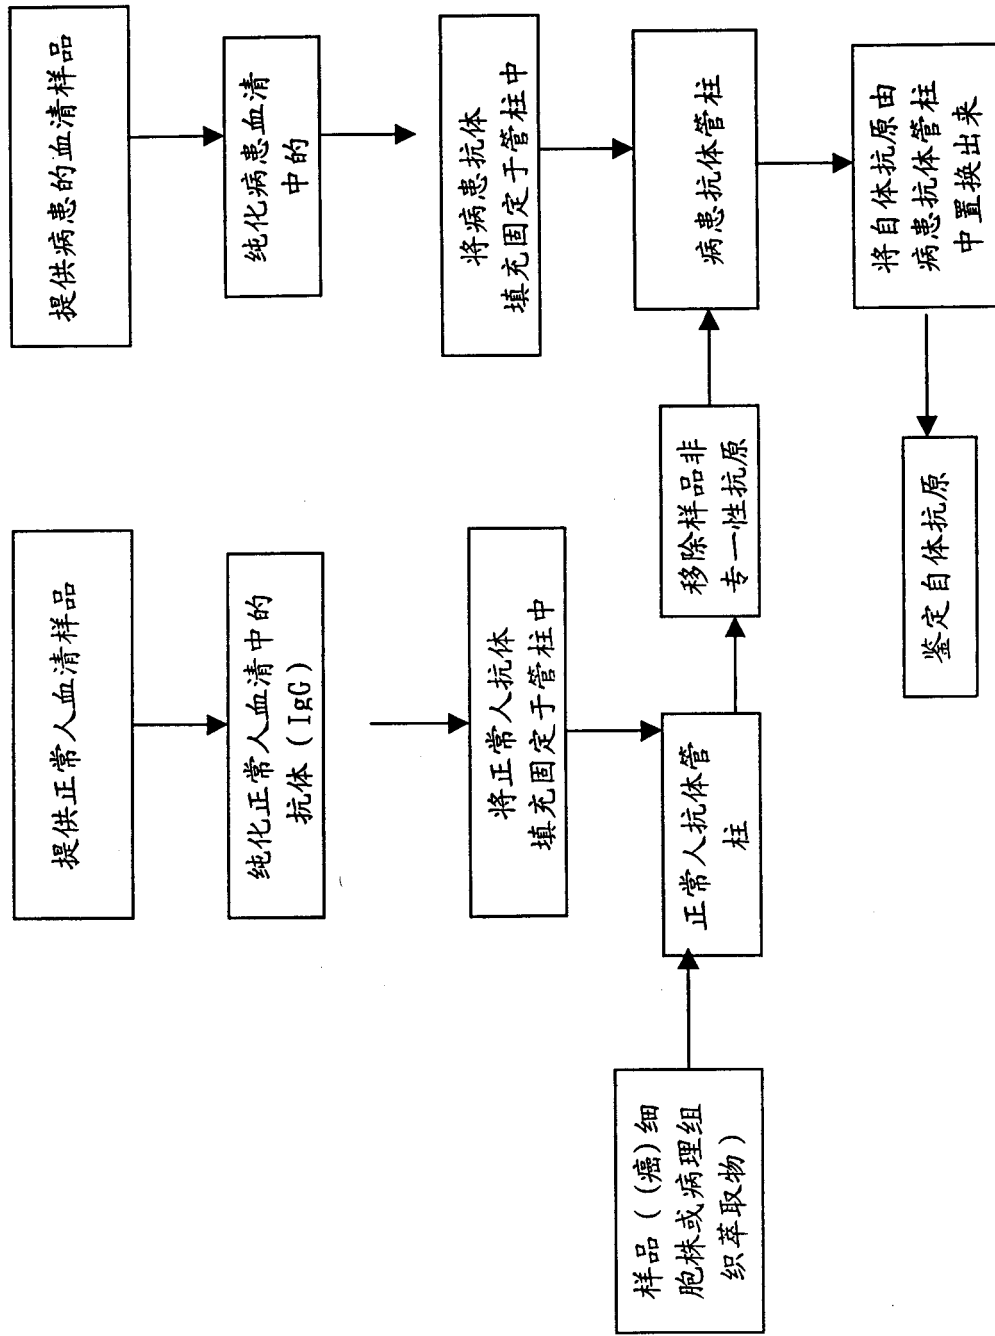 提供正常人血清样品
纯化正常人血清中的
抗体(IgG)
将正常人抗体
填充固定于管柱中
样品((癌)细
胞株或病理组
织萃取物)
正常人抗体管
柱
移除样品非
专一性抗原
提供病患的血清样品
纯化病患血清
中的
将病患抗体
填充固定于管柱中
病患抗体管柱
将自体抗原由
病患抗体管柱
中置换出来
鉴定自体抗原